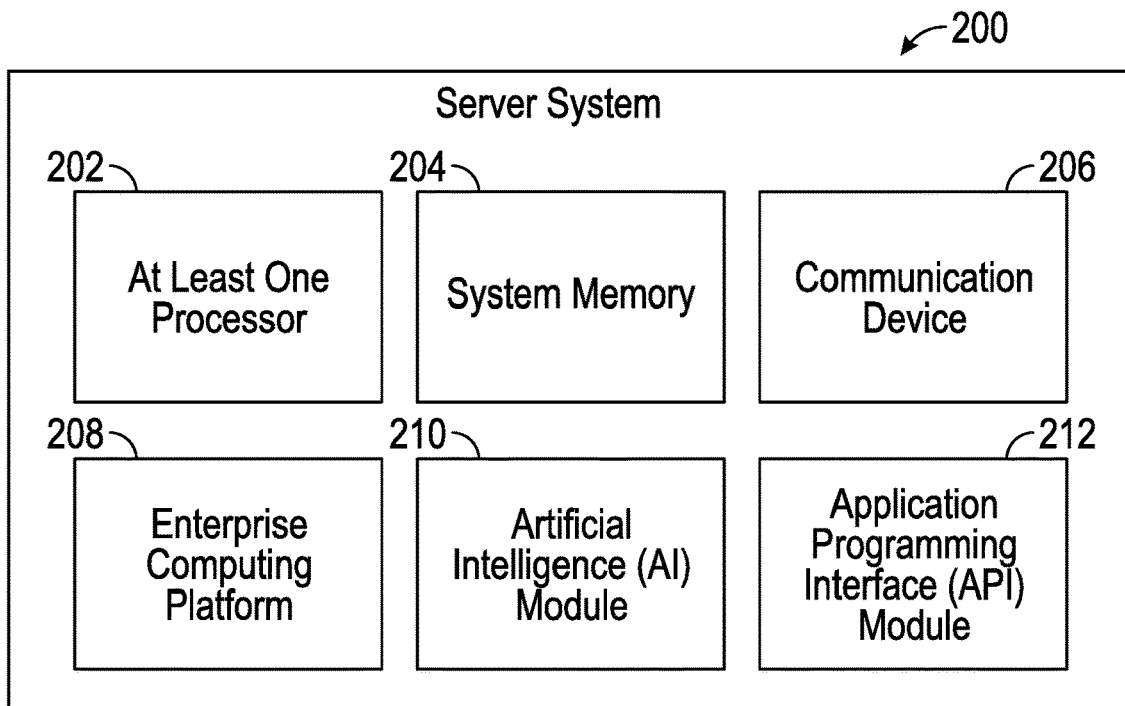 200
Server System
202
204
206
At Least One
Processor
System Memory
Communication
Device
208
210
212
Enterprise
Computing
Platform
Artificial
Intelligence (AI)
Module
Application
Programming
Interface (API)
Module